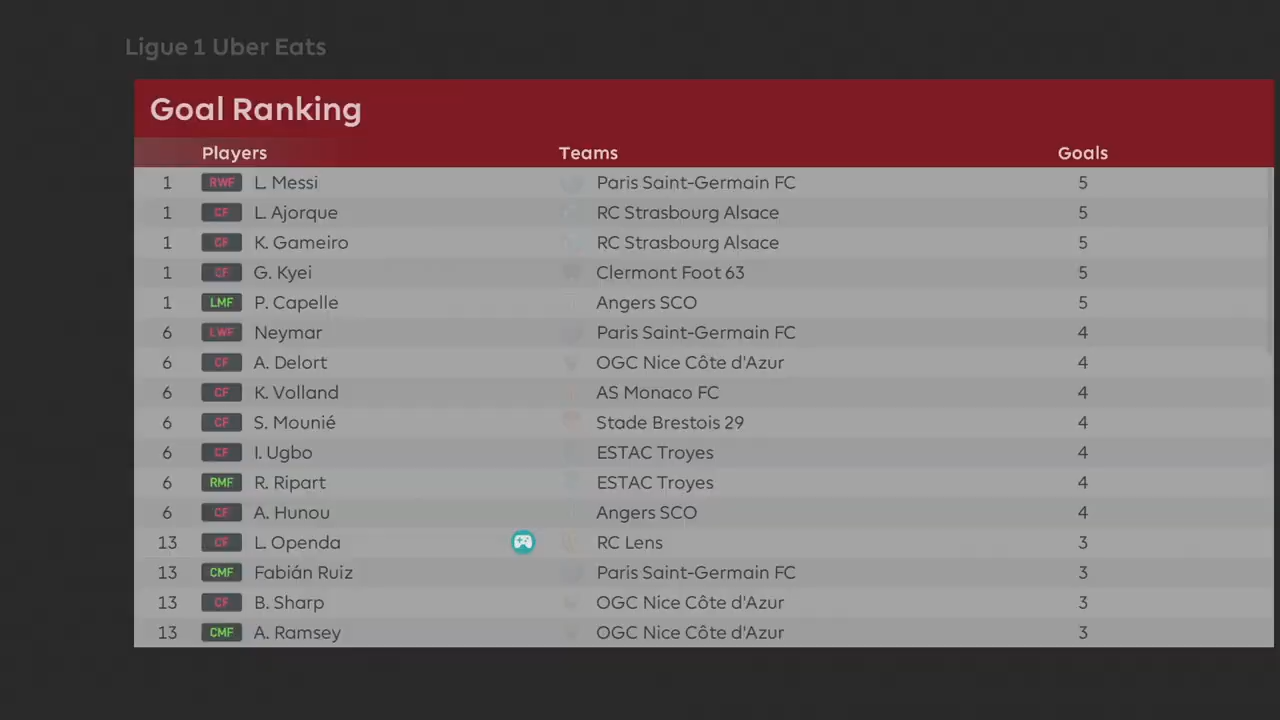 Ligue 1 Uber Eats
Goal Ranking
Players Teams Goals
1 RWF L. Messi Paris Saint-Germain FC 5
1 CF L. Ajorque RC Strasbourg Alsace 5
1 CF K. Gameiro RC Strasbourg Alsace 5
1 CF G. Kyei Clermont Foot 63 5
1 LMF P. Capelle Angers SCO 5
6 LWF Neymar Paris Saint-Germain FC 4
6 CF A. Delort OGC Nice Côte d'Azur 4
6 CF K. Volland AS Monaco FC 4
6 CF S. Mounié Stade Brestois 29 4
6 CF I. Ugbo ESTAC Troyes 4
6 RMF R. Ripart ESTAC Troyes 4
6 CF A. Hunou Angers SCO 4
13 CF L. Openda RC Lens 3
13 CMF Fabián Ruiz Paris Saint-Germain FC 3
13 CF B. Sharp OGC Nice Côte d'Azur 3
13 CMF A. Ramsey OGC Nice Côte d'Azur 3